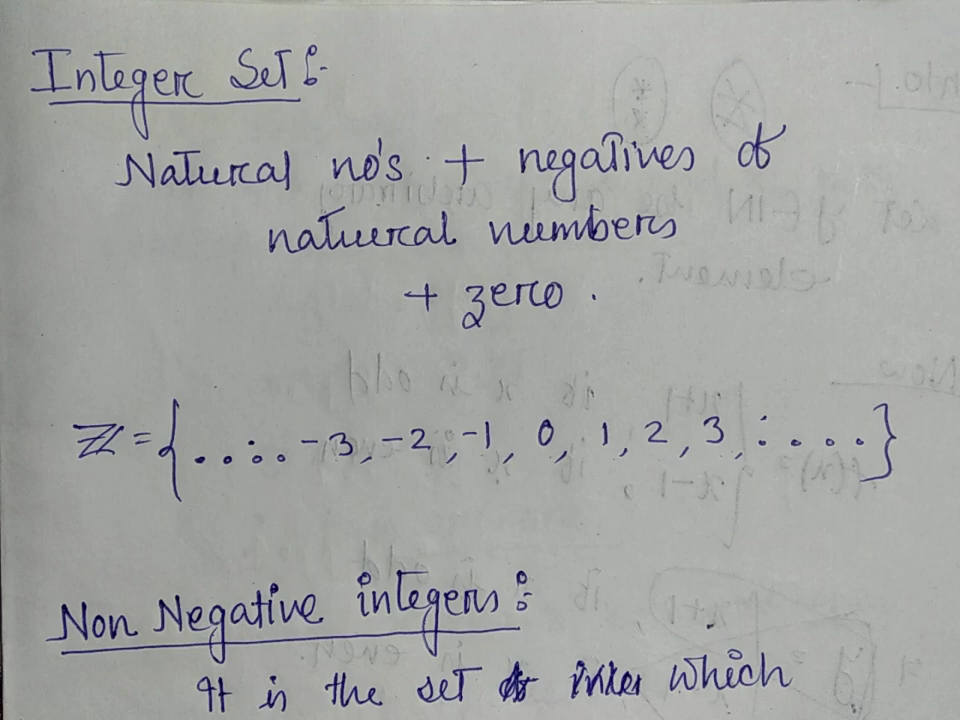 Integer Set :-
Natural no's + negatives of
natural numbers
+ zero .
ℤ = { ..... -3, -2, -1, 0, 1, 2, 3, ..... }
Non Negative integers :-
It is the set which